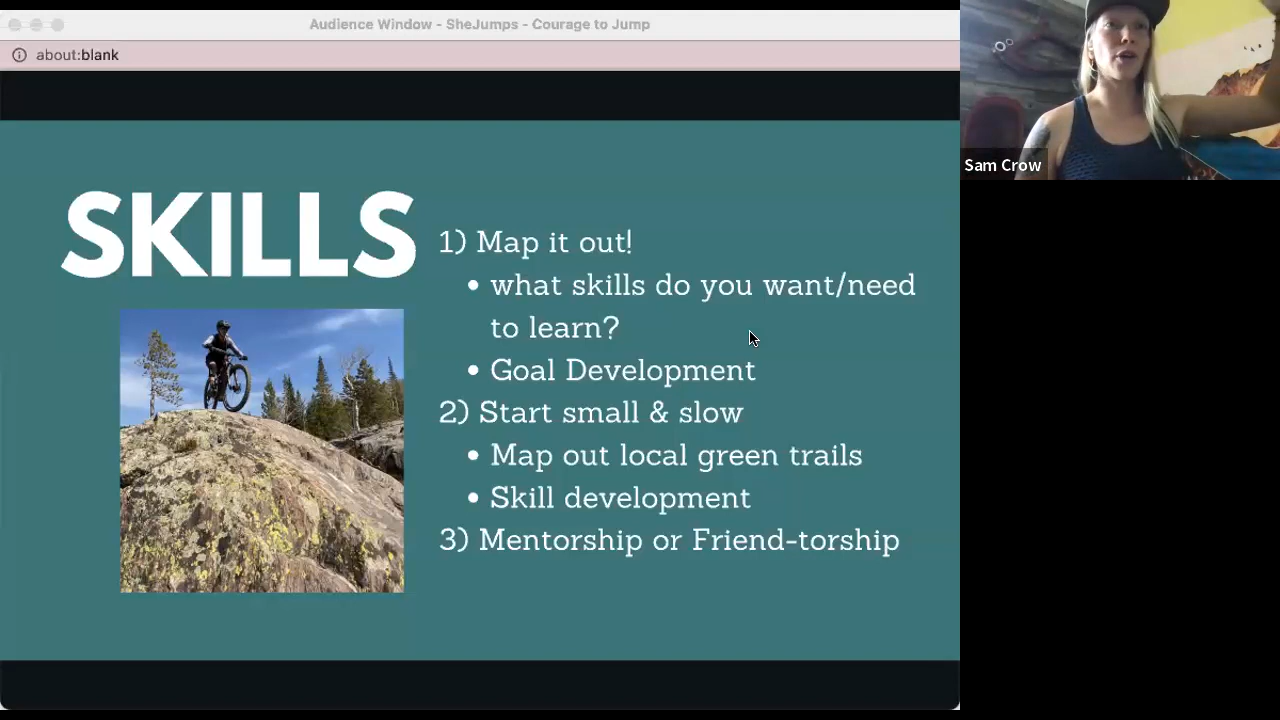 Audience Window - SheJumps - Courage to Jump
about:blank
Sam Crow
SKILLS
1) Map it out!
• what skills do you want/need
to learn?
• Goal Development
2) Start small & slow
• Map out local green trails
• Skill development
3) Mentorship or Friend-torship